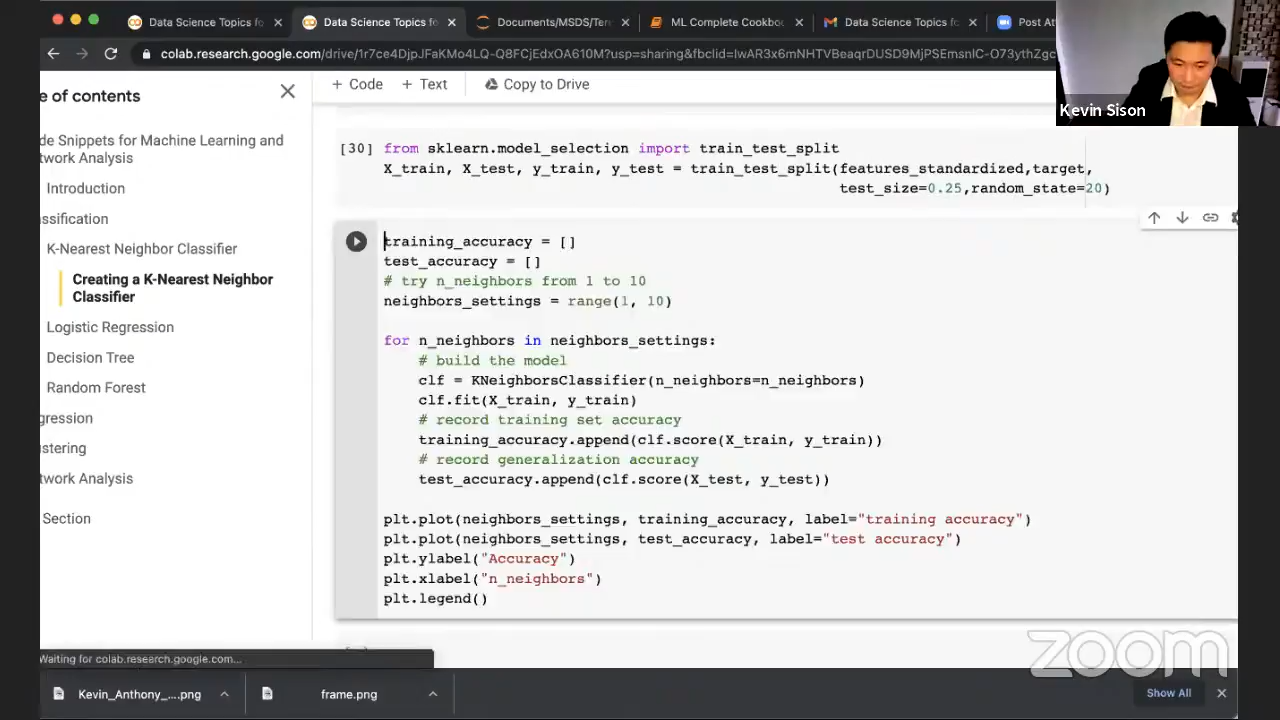 Data Science Topics fo
Data Science Topics fo
Documents/MSDS/Ter
ML Complete Cookbo
Data Science Topics fo
Post At
colab.research.google.com/drive/1r7ce4DjpJFaKMo4LQ-Q8FCjEdxOA610M?usp=sharing&fbclid=IwAR3x6mNHTVBeaqrDUSD9MjPSEmsnlC-O73ythZgc
Kevin Sison
e of contents
+ Code
+ Text
Copy to Drive
de Snippets for Machine Learning and
twork Analysis
Introduction
ssification
K-Nearest Neighbor Classifier
Creating a K-Nearest Neighbor
Classifier
Logistic Regression
Decision Tree
Random Forest
gression
stering
twork Analysis
Section
[30] from sklearn.model_selection import train_test_split
X_train, X_test, y_train, y_test = train_test_split(features_standardized,target,
test_size=0.25,random_state=20)
training_accuracy = []
test_accuracy = []
# try n_neighbors from 1 to 10
neighbors_settings = range(1, 10)
for n_neighbors in neighbors_settings:
# build the model
clf = KNeighborsClassifier(n_neighbors=n_neighbors)
clf.fit(X_train, y_train)
# record training set accuracy
training_accuracy.append(clf.score(X_train, y_train))
# record generalization accuracy
test_accuracy.append(clf.score(X_test, y_test))
plt.plot(neighbors_settings, training_accuracy, label="training accuracy")
plt.plot(neighbors_settings, test_accuracy, label="test accuracy")
plt.ylabel("Accuracy")
plt.xlabel("n_neighbors")
plt.legend()
zoom
Waiting for colab.research.google.com...
Kevin_Anthony_....png
frame.png
Show All